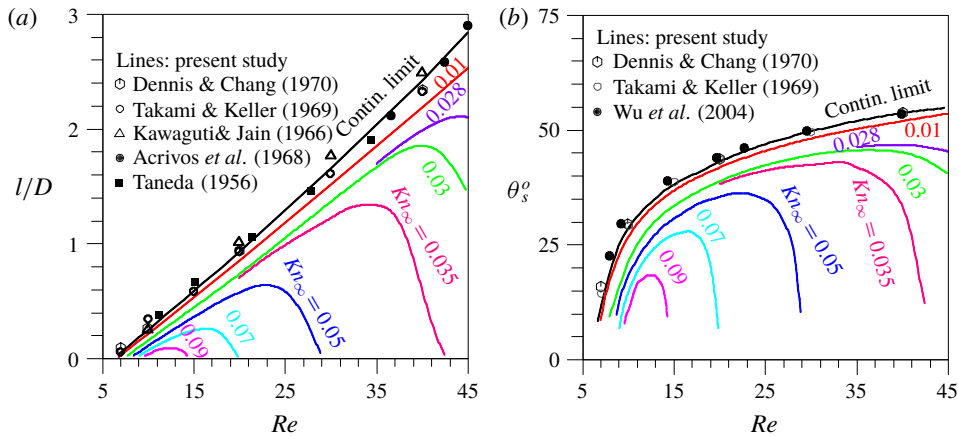 (a)
3
2
1
0
l/D
Lines: present study
Dennis & Chang (1970)
Takami & Keller (1969)
Kawaguti& Jain (1966)
Acrivos et al. (1968)
Taneda (1956)
Contin. limit
0.01
0.028
0.03
Kn∞ = 0.035
Kn∞ = 0.05
0.07
0.09
5 15 25 35 45
Re
(b)
75
50
25
0
θ_s^o
Lines: present study
Dennis & Chang (1970)
Takami & Keller (1969)
Wu et al. (2004)
Contin. limit
0.01
0.028
0.03
Kn∞ = 0.035
Kn∞ = 0.05
0.07
0.09
5 15 25 35 45
Re